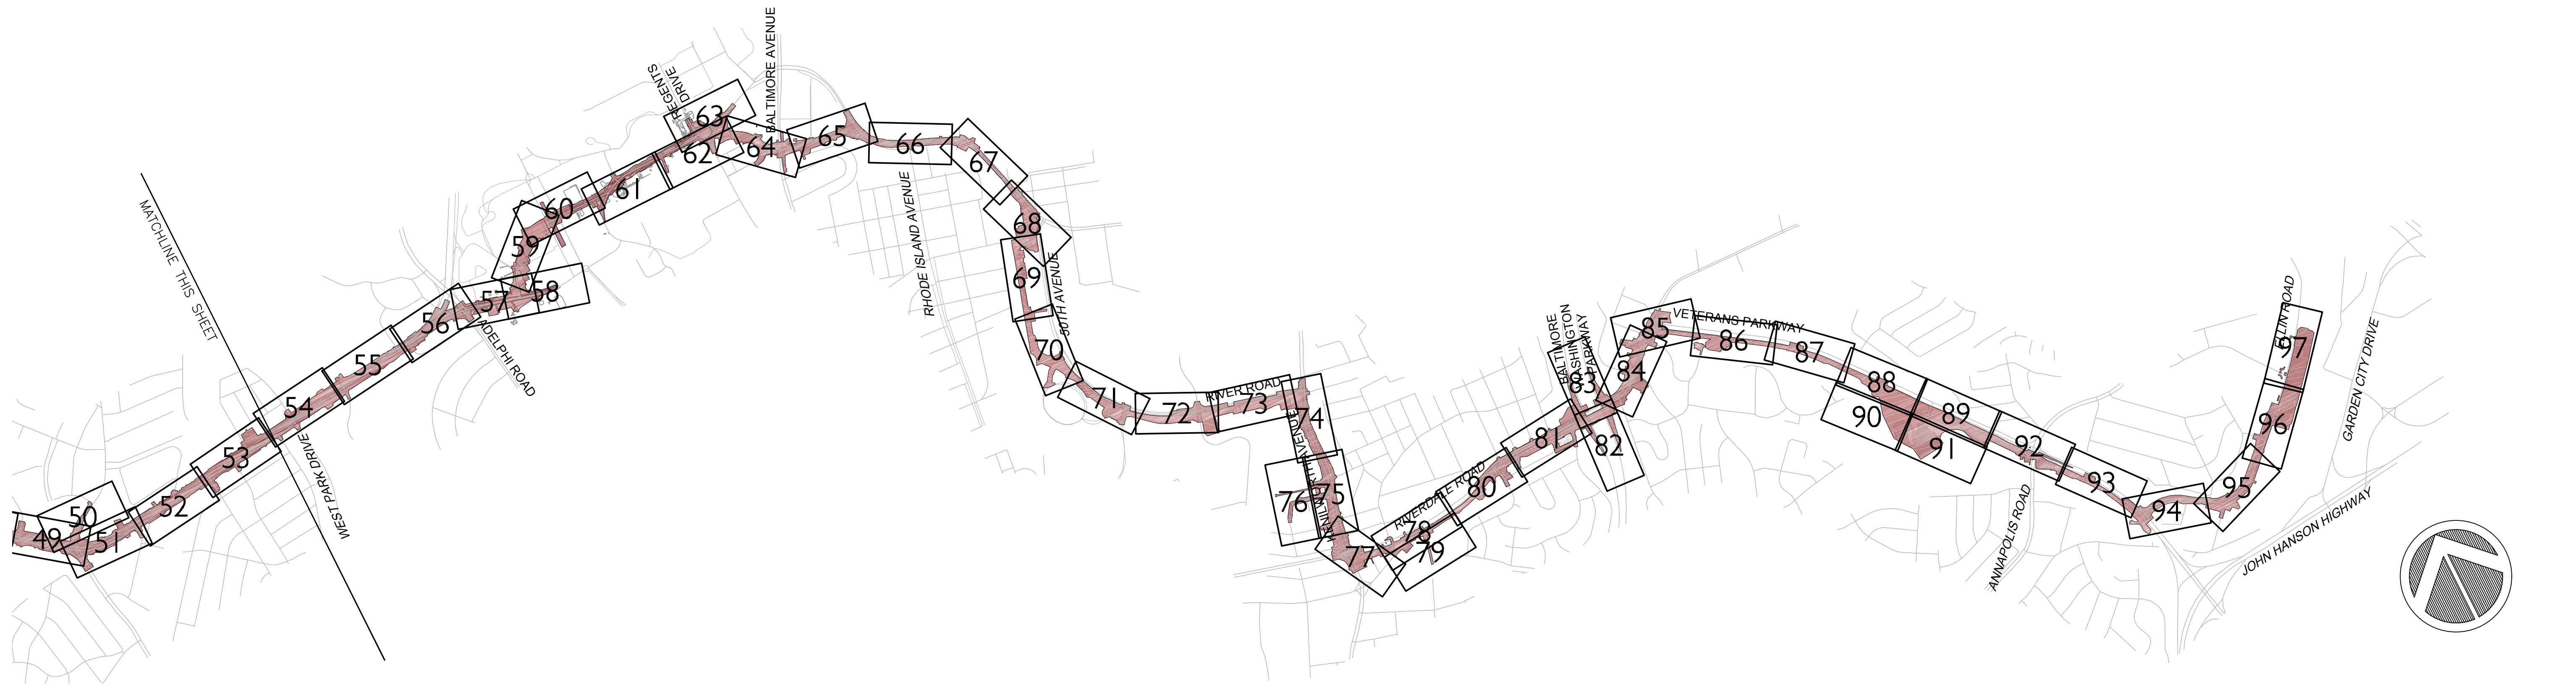 MATCHLINE THIS SHEET
49
50
51
52
53
54
WEST PARK DRIVE
55
56
57
58
ADELPHI ROAD
59
60
61
62
63
REGENTS
DRIVE
BALTIMORE AVENUE
64
65
66
RHODE ISLAND AVENUE
67
68
69
50TH AVENUE
70
71
72
RIVER ROAD
73
74
KENILWORTH AVENUE
75
76
77
78
79
RIVERDALE ROAD
80
81
82
83
BALTIMORE
WASHINGTON
PARKWAY
84
85
VETERANS PARKWAY
86
87
88
89
90
91
92
ANNAPOLIS ROAD
93
94
95
96
97
ELLIN ROAD
GARDEN CITY DRIVE
JOHN HANSON HIGHWAY